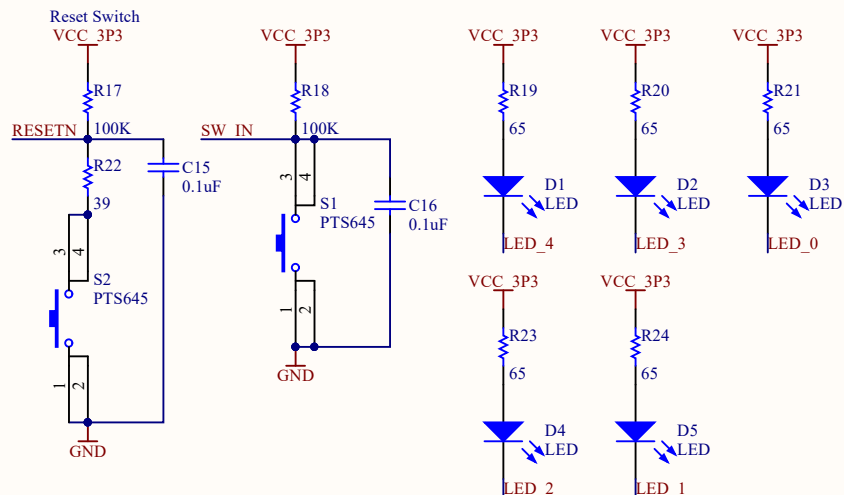 Reset Switch
VCC_3P3
R17
100K
RESETN
R22
39
C15
0.1uF
3
4
S2
PTS645
1
2
GND
VCC_3P3
R18
100K
SW_IN
3
4
S1
PTS645
C16
0.1uF
1
2
GND
VCC_3P3
R19
65
D1
LED
LED_4
VCC_3P3
R20
65
D2
LED
LED_3
VCC_3P3
R21
65
D3
LED
LED_0
VCC_3P3
R23
65
D4
LED
LED_2
VCC_3P3
R24
65
D5
LED
LED_1